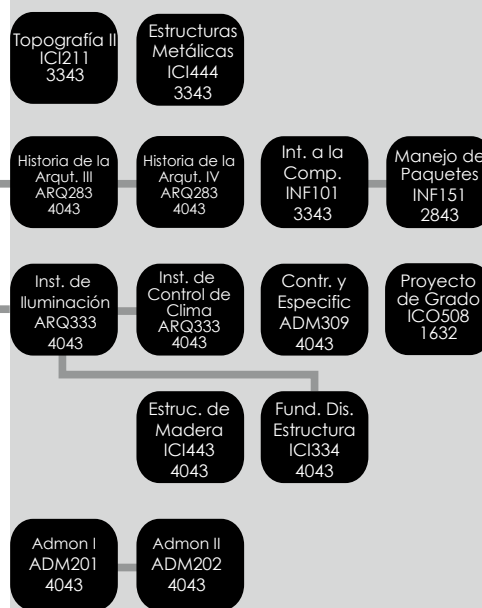 Topografía II
ICI211
3343
Estructuras
Metálicas
ICI444
3343
Historia de la
Arqut. III
ARQ283
4043
Historia de la
Arqut. IV
ARQ283
4043
Int. a la
Comp.
INF101
3343
Manejo de
Paquetes
INF151
2843
Inst. de
Iluminación
ARQ333
4043
Inst. de
Control de
Clima
ARQ333
4043
Contr. y
Especific
ADM309
4043
Proyecto
de Grado
ICO508
1632
Estruc. de
Madera
ICI443
4043
Fund. Dis.
Estructura
ICI334
4043
Admon I
ADM201
4043
Admon II
ADM202
4043